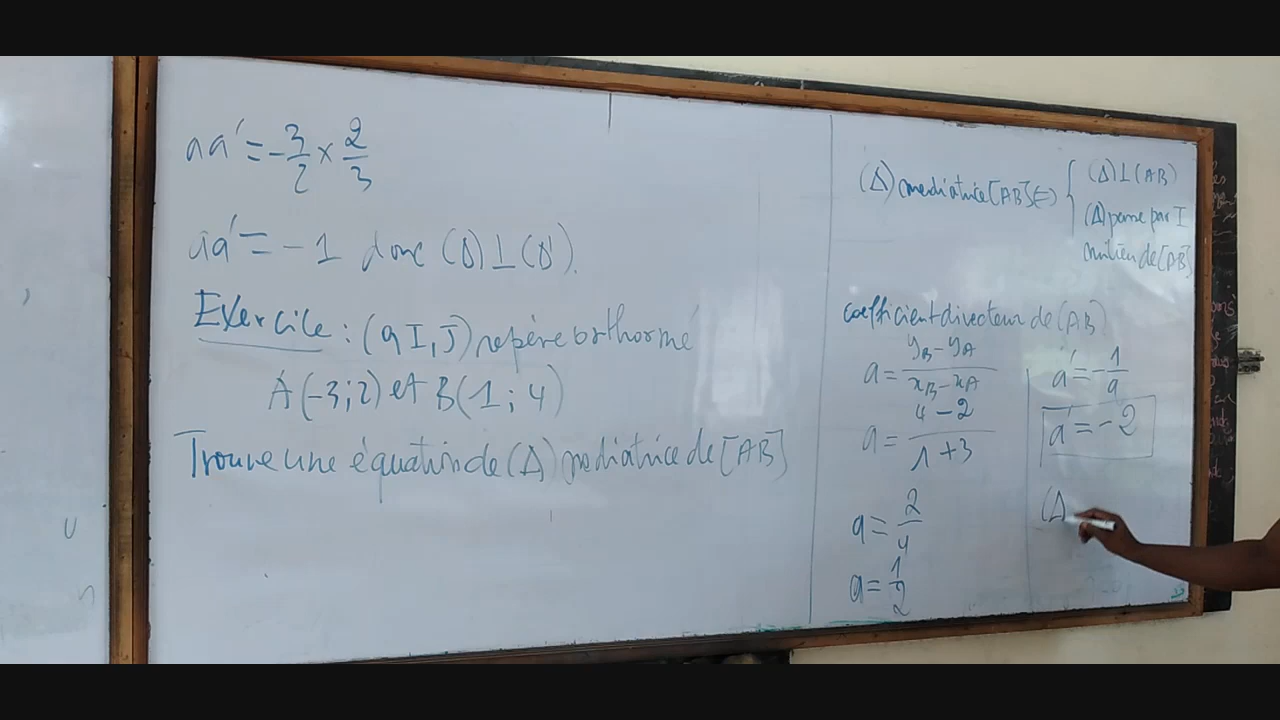 aa' = -3/2 × 2/3
aa' = -1 donc (D) ⊥ (D').
Exercice : (O, I, J) repère orthormé
A(-3; 2) et B(1; 4)
Trouve une équation de (Δ) médiatrice de [AB]
(Δ) mediatrice [AB] ⇔ { (Δ) ⊥ (AB)
(Δ) passe par I
milieu de [AB]
coefficient directeur de (AB)
a = (yB - yA)/(xB - xA)
a = (4 - 2)/(1 + 3)
a = 2/4
a = 1/2
a' = -1/a
a' = -2
(Δ